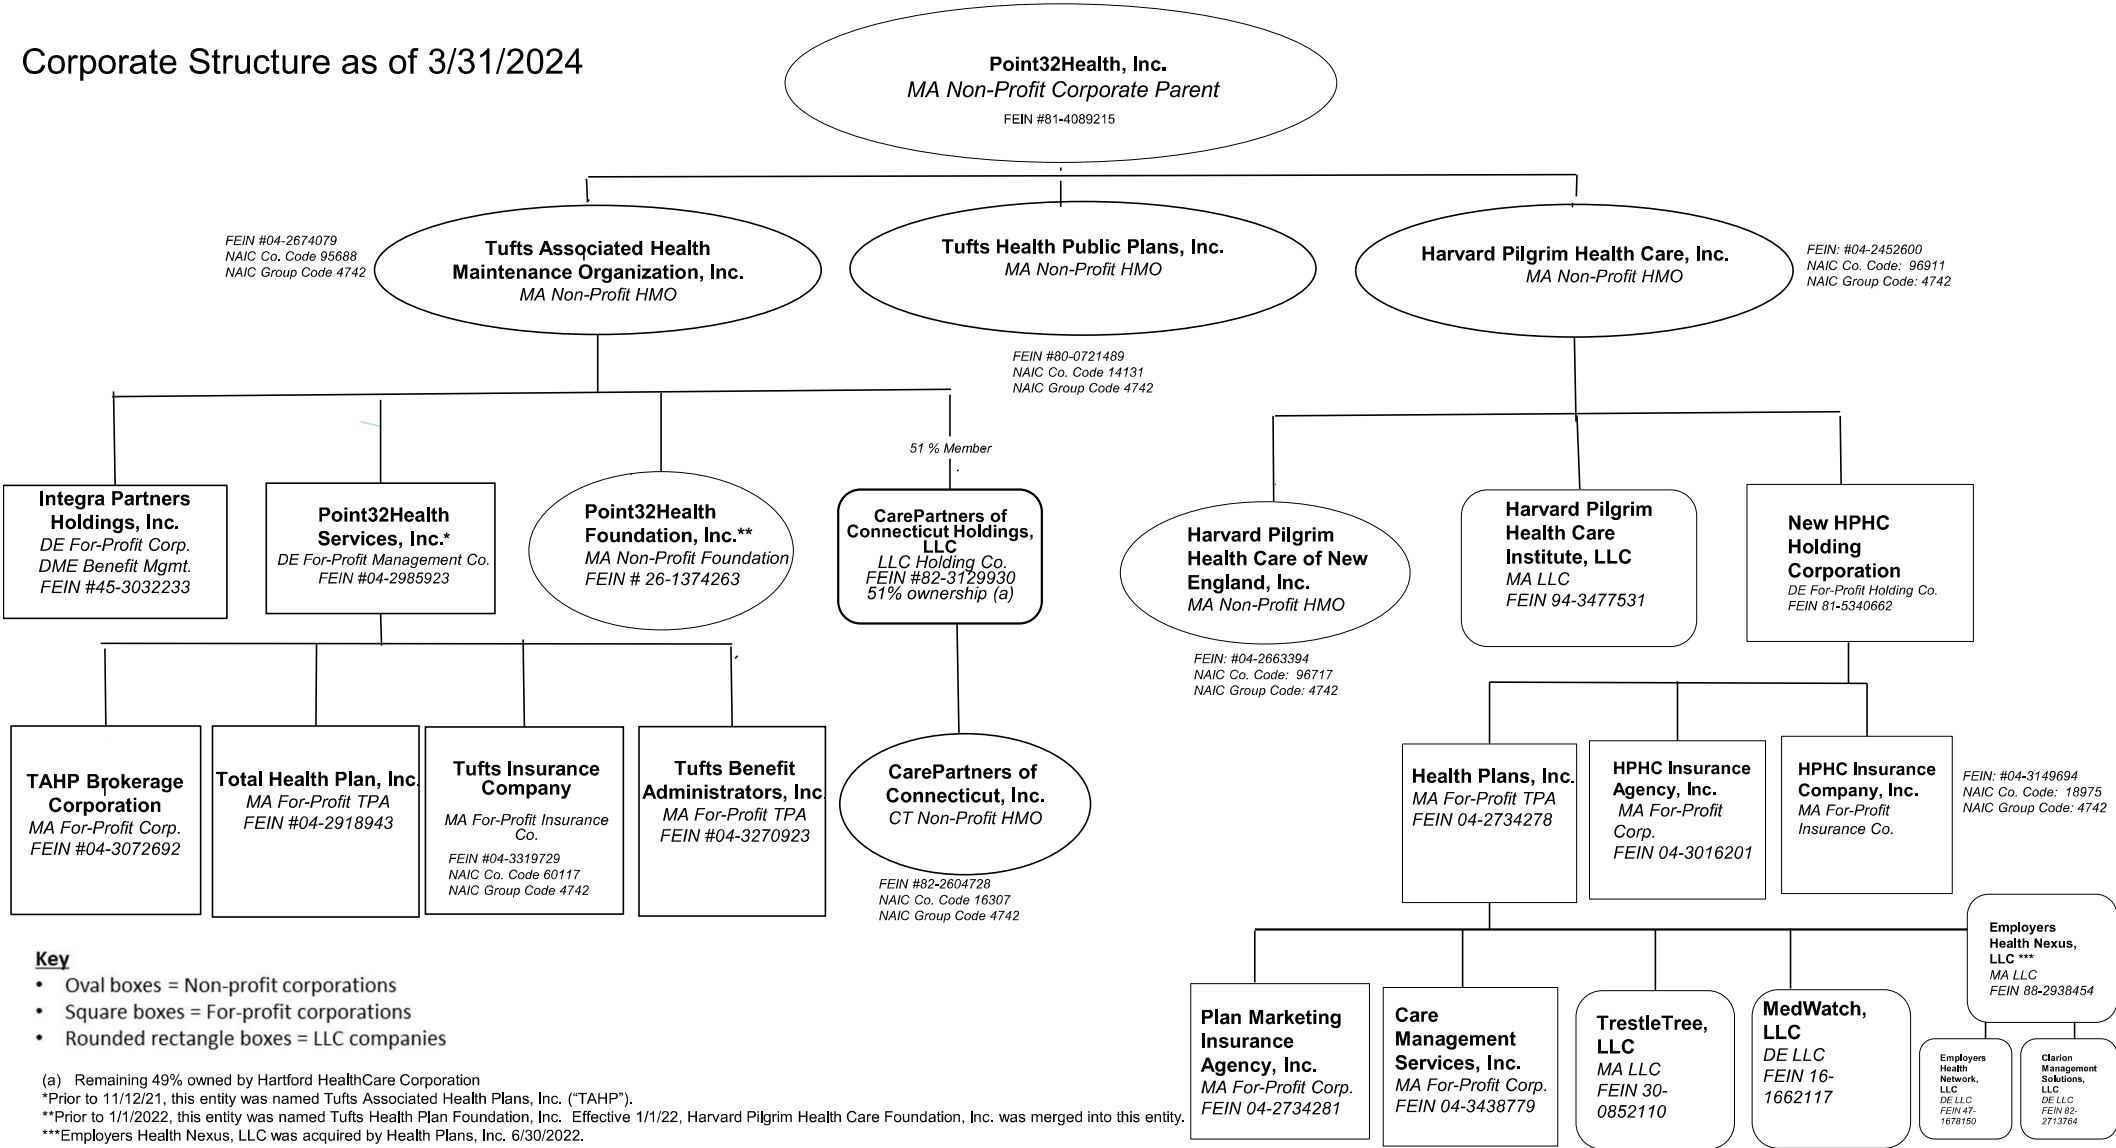 Corporate Structure as of 3/31/2024
Point32Health, Inc.
MA Non-Profit Corporate Parent
FEIN #81-4089215
FEIN #04-2674079
NAIC Co. Code 95688
NAIC Group Code 4742
Tufts Associated Health
Maintenance Organization, Inc.
MA Non-Profit HMO
Tufts Health Public Plans, Inc.
MA Non-Profit HMO
FEIN #80-0721489
NAIC Co. Code 14131
NAIC Group Code 4742
Harvard Pilgrim Health Care, Inc.
MA Non-Profit HMO
FEIN: #04-2452600
NAIC Co. Code: 96911
NAIC Group Code: 4742
51 % Member
Integra Partners
Holdings, Inc.
DE For-Profit Corp.
DME Benefit Mgmt.
FEIN #45-3032233
Point32Health
Services, Inc.*
DE For-Profit Management Co.
FEIN #04-2985923
Point32Health
Foundation, Inc.**
MA Non-Profit Foundation
FEIN # 26-1374263
CarePartners of
Connecticut Holdings,
LLC
LLC Holding Co.
FEIN #82-3129930
51% ownership (a)
Harvard Pilgrim
Health Care of New
England, Inc.
MA Non-Profit HMO
FEIN: #04-2663394
NAIC Co. Code: 96717
NAIC Group Code: 4742
Harvard Pilgrim
Health Care
Institute, LLC
MA LLC
FEIN 94-3477531
New HPHC
Holding
Corporation
DE For-Profit Holding Co.
FEIN 81-5340662
TAHP Brokerage
Corporation
MA For-Profit Corp.
FEIN #04-3072692
Total Health Plan, Inc.
MA For-Profit TPA
FEIN #04-2918943
Tufts Insurance
Company
MA For-Profit Insurance
Co.
FEIN #04-3319729
NAIC Co. Code 60117
NAIC Group Code 4742
Tufts Benefit
Administrators, Inc.
MA For-Profit TPA
FEIN #04-3270923
CarePartners of
Connecticut, Inc.
CT Non-Profit HMO
FEIN #82-2604728
NAIC Co. Code 16307
NAIC Group Code 4742
Health Plans, Inc.
MA For-Profit TPA
FEIN 04-2734278
HPHC Insurance
Agency, Inc.
MA For-Profit
Corp.
FEIN 04-3016201
HPHC Insurance
Company, Inc.
MA For-Profit
Insurance Co.
FEIN: #04-3149694
NAIC Co. Code: 18975
NAIC Group Code: 4742
Plan Marketing
Insurance
Agency, Inc.
MA For-Profit Corp.
FEIN 04-2734281
Care
Management
Services, Inc.
MA For-Profit Corp.
FEIN 04-3438779
TrestleTree,
LLC
MA LLC
FEIN 30-
0852110
MedWatch,
LLC
DE LLC
FEIN 16-
1662117
Employers
Health Nexus,
LLC ***
MA LLC
FEIN 88-2938454
Employers
Health
Network,
LLC
DE LLC
FEIN 47-
1678150
Clarion
Management
Solutions,
LLC
DE LLC
FEIN 82-
2713764
Key
• Oval boxes = Non-profit corporations
• Square boxes = For-profit corporations
• Rounded rectangle boxes = LLC companies
(a) Remaining 49% owned by Hartford HealthCare Corporation
*Prior to 11/12/21, this entity was named Tufts Associated Health Plans, Inc. (“TAHP”).
**Prior to 1/1/2022, this entity was named Tufts Health Plan Foundation, Inc. Effective 1/1/22, Harvard Pilgrim Health Care Foundation, Inc. was merged into this entity.
***Employers Health Nexus, LLC was acquired by Health Plans, Inc. 6/30/2022.